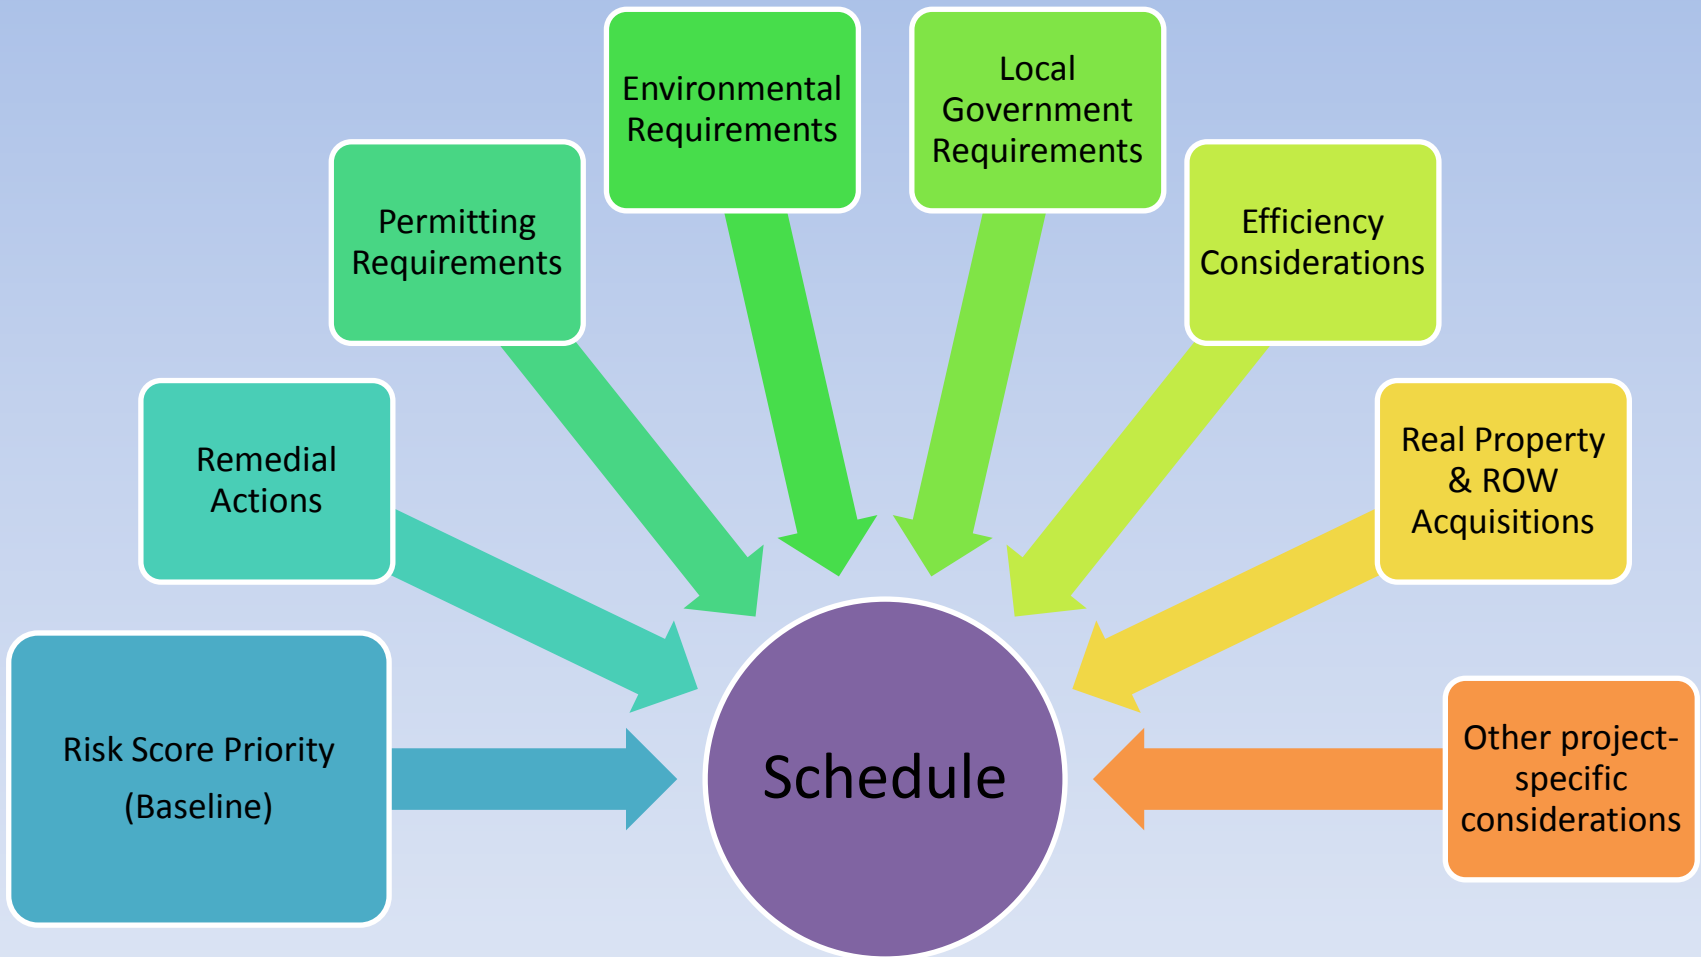 Environmental
Requirements
Local
Government
Requirements
Permitting
Requirements
Efficiency
Considerations
Remedial
Actions
Real Property
& ROW
Acquisitions
Risk Score Priority
(Baseline)
Schedule
Other project-
specific
considerations